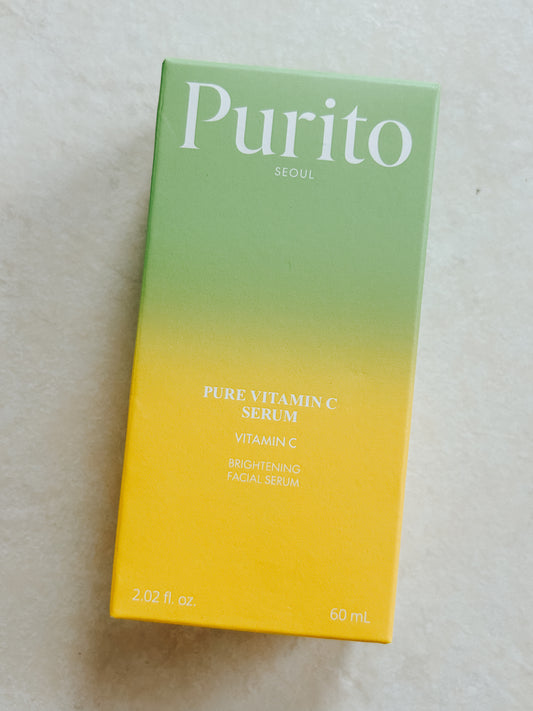 Purito
SEOUL
PURE VITAMIN C
SERUM
VITAMIN C
BRIGHTENING
FACIAL SERUM
2.02 fl. oz.
60 mL